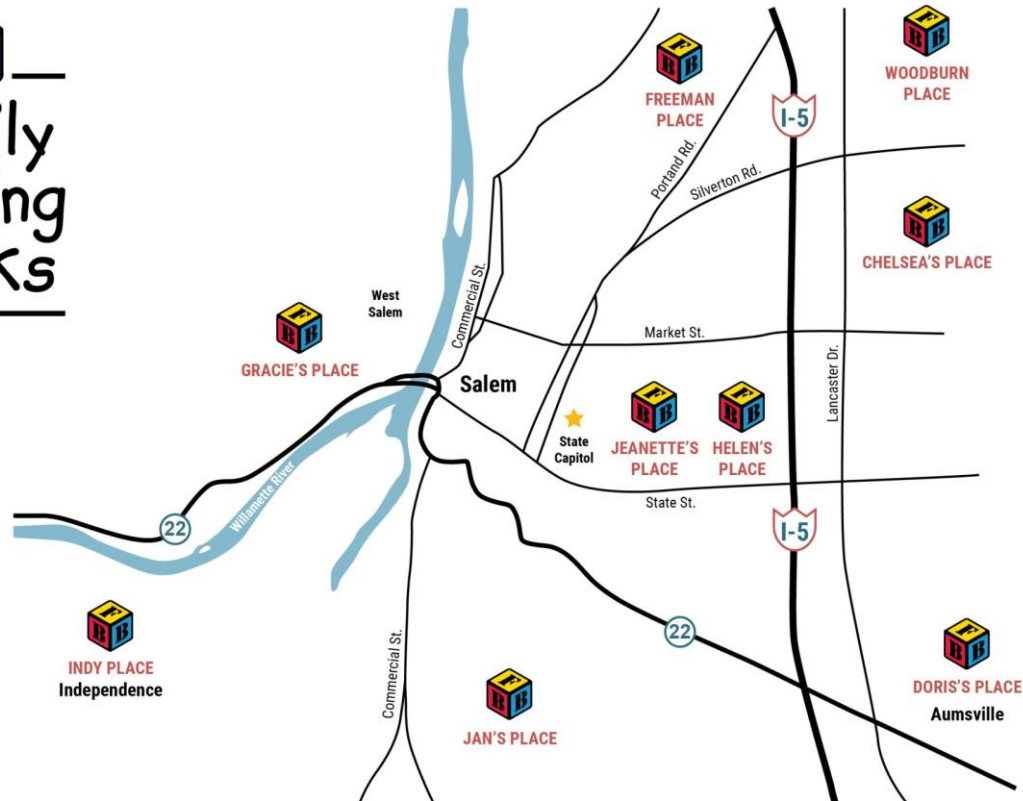 ly
ng
ks
FREEMAN
PLACE
WOODBURN
PLACE
I-5
Portand Rd.
Silverton Rd.
CHELSEA'S PLACE
West
Salem
Commercial St.
GRACIE'S PLACE
Market St.
Lancaster Dr.
Salem
State
Capitol
JEANETTE'S
PLACE
HELEN'S
PLACE
State St.
Willamette River
22
I-5
22
INDY PLACE
Independence
Commercial St.
JAN'S PLACE
DORIS'S PLACE
Aumsville
F
B
B
F
B
B
F
B
B
F
B
B
F
B
B
F
B
B
F
B
B
F
B
B
F
B
B